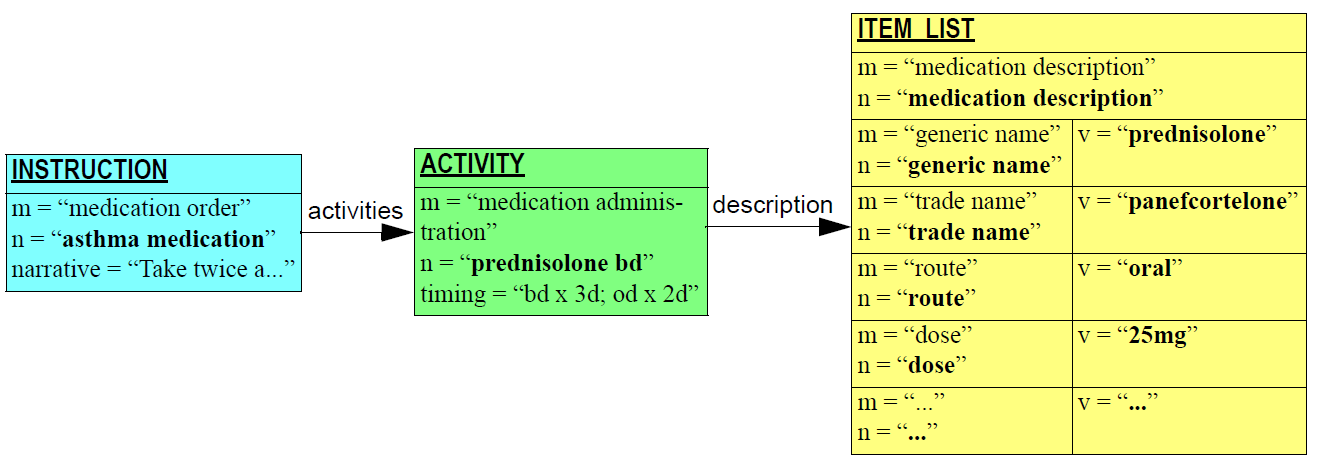 INSTRUCTION
m = “medication order”
n = “asthma medication”
narrative = “Take twice a...”
activities
ACTIVITY
m = “medication adminis-
tration”
n = “prednisolone bd”
timing = “bd x 3d; od x 2d”
description
ITEM_LIST
m = “medication description”
n = “medication description”
m = “generic name” v = “prednisolone”
n = “generic name”
m = “trade name” v = “panefcortelone”
n = “trade name”
m = “route” v = “oral”
n = “route”
m = “dose” v = “25mg”
n = “dose”
m = “...” v = “...”
n = “...”